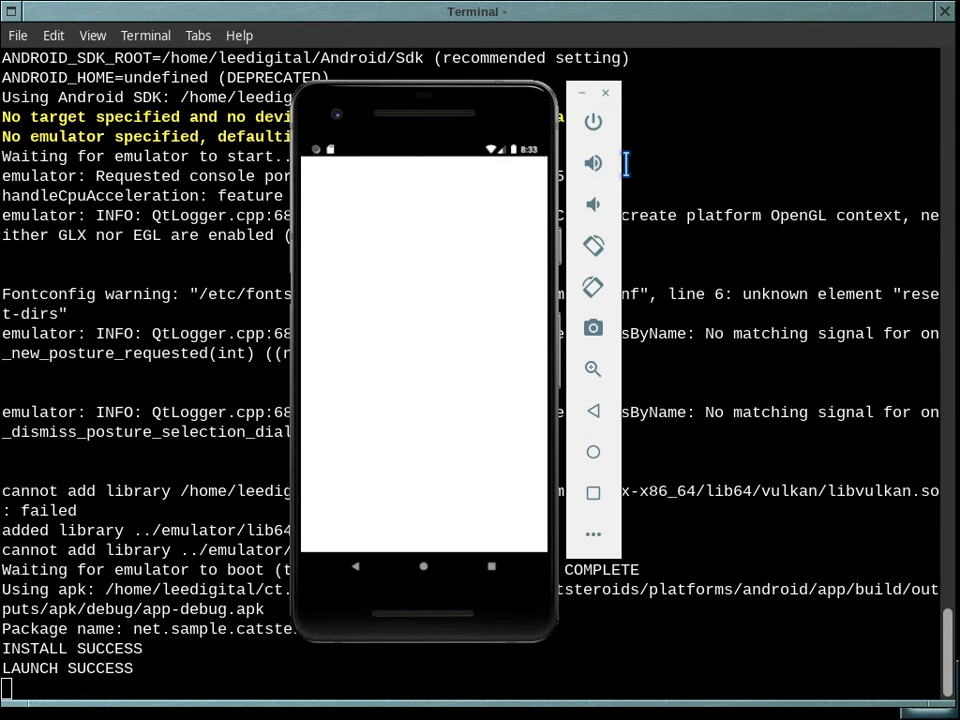 Terminal -
File Edit View Terminal Tabs Help
ANDROID_SDK_ROOT=/home/leedigital/Android/Sdk (recommended setting)
ANDROID_HOME=undefined (DEPRECATED)
Using Android SDK: /home/leedig
No target specified and no devi
No emulator specified, defaulti
8:33
Waiting for emulator to start..
emulator: Requested console por 5
handleCpuAcceleration: feature
emulator: INFO: QtLogger.cpp:68 C create platform OpenGL context, ne
ither GLX nor EGL are enabled (
Fontconfig warning: "/etc/fonts m nf", line 6: unknown element "rese
t-dirs"
emulator: INFO: QtLogger.cpp:68 e sByName: No matching signal for on
_new_posture_requested(int) ((n
emulator: INFO: QtLogger.cpp:68 e sByName: No matching signal for on
_dismiss_posture_selection_dial
cannot add library /home/leedig m x-x86_64/lib64/vulkan/libvulkan.so
: failed
added library ../emulator/lib64
cannot add library ../emulator/
Waiting for emulator to boot (t COMPLETE
Using apk: /home/leedigital/ct. tsteroids/platforms/android/app/build/out
puts/apk/debug/app-debug.apk
Package name: net.sample.catste
INSTALL SUCCESS
LAUNCH SUCCESS